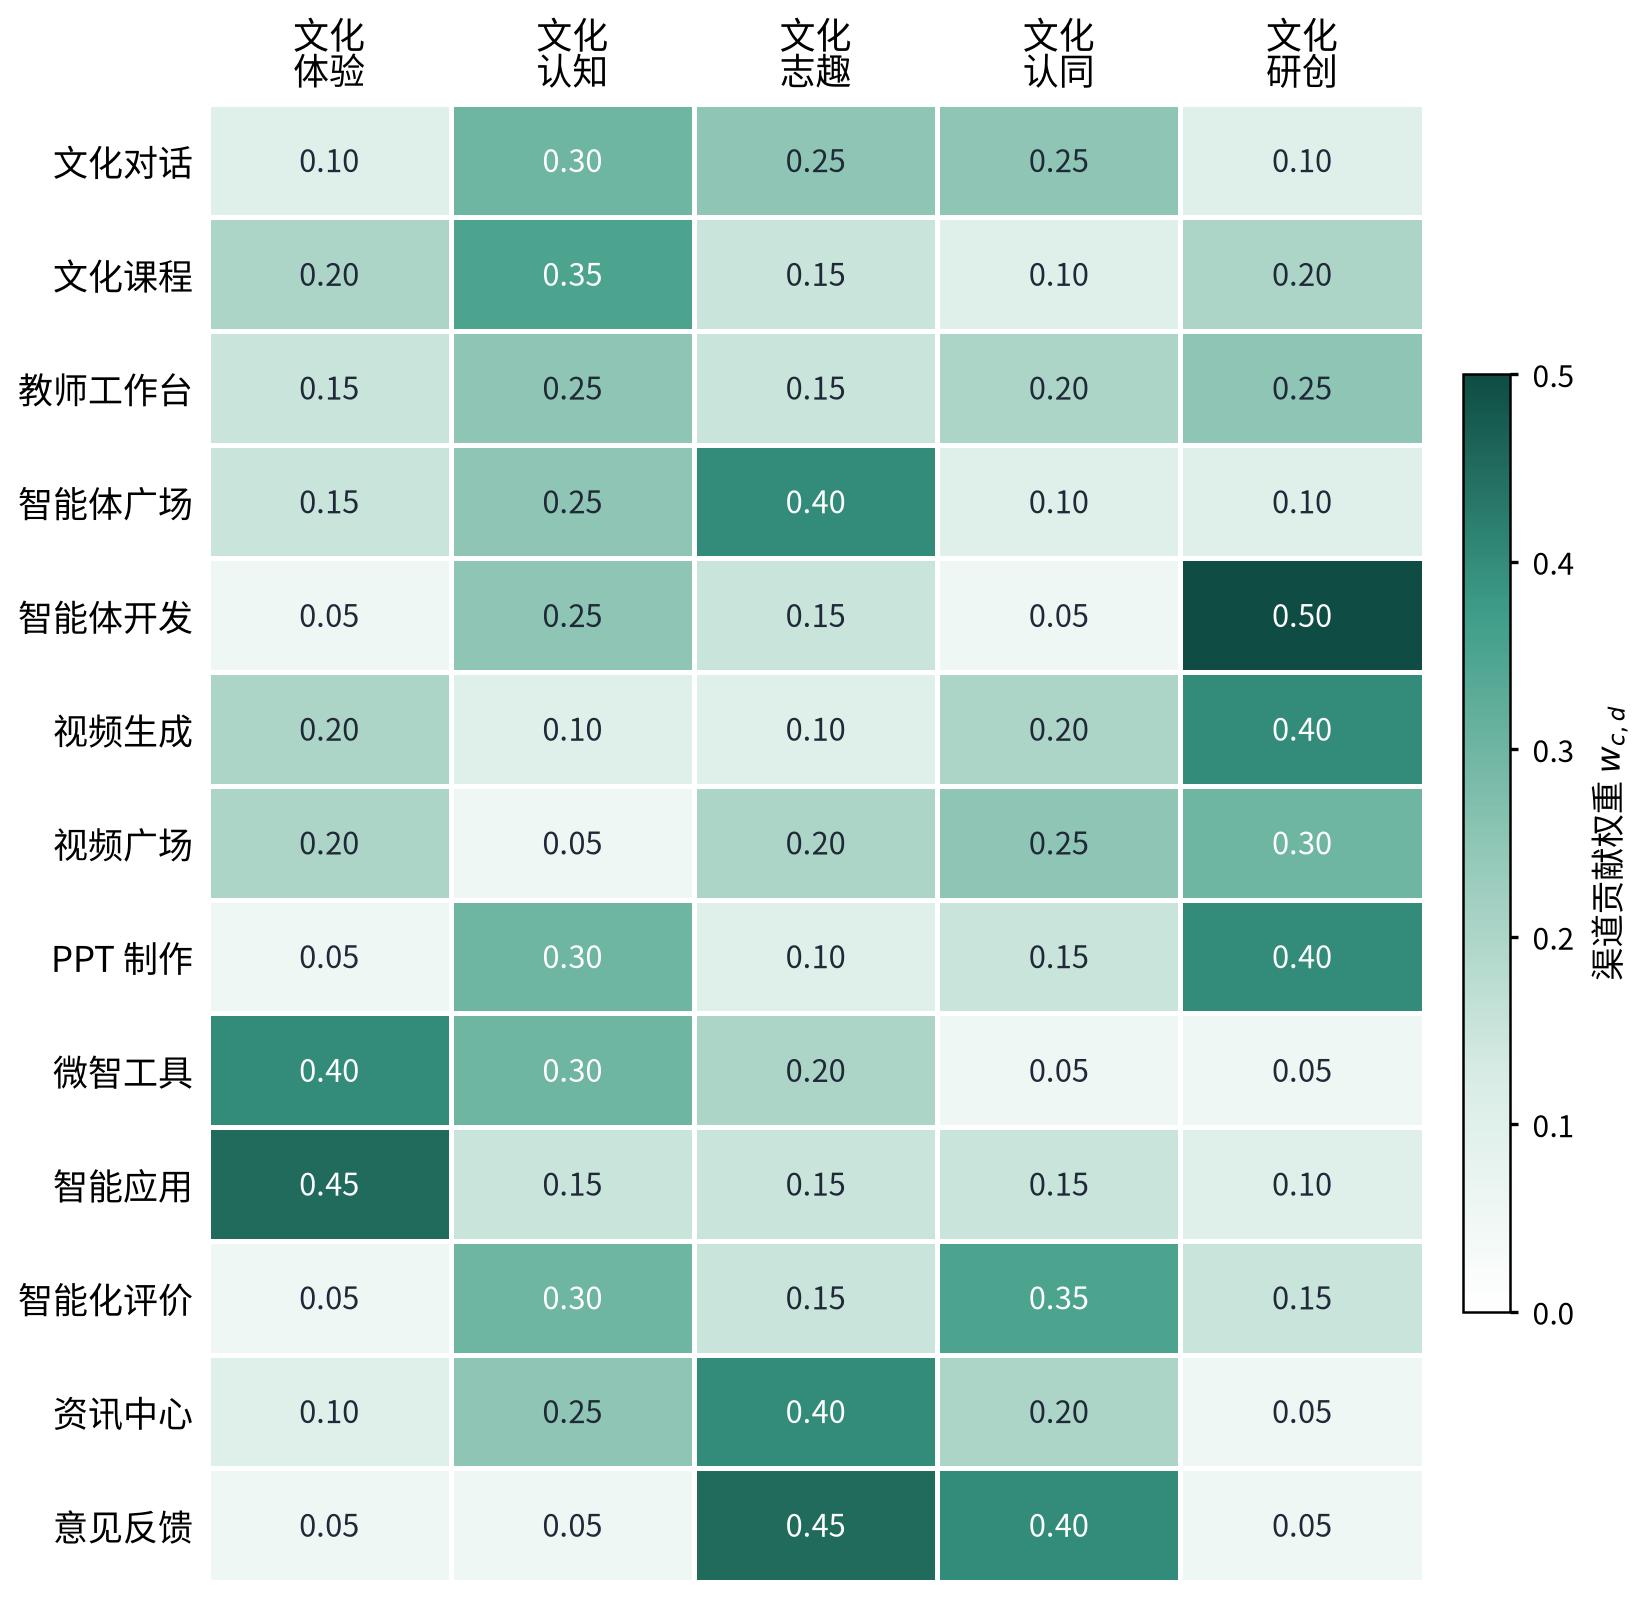 文化 文化 文化 文化 文化
体验 认知 志趣 认同 研创
文化对话 0.10 0.30 0.25 0.25 0.10
文化课程 0.20 0.35 0.15 0.10 0.20
教师工作台 0.15 0.25 0.15 0.20 0.25
智能体广场 0.15 0.25 0.40 0.10 0.10
智能体开发 0.05 0.25 0.15 0.05 0.50
视频生成 0.20 0.10 0.10 0.20 0.40
视频广场 0.20 0.05 0.20 0.25 0.30
PPT 制作 0.05 0.30 0.10 0.15 0.40
微智工具 0.40 0.30 0.20 0.05 0.05
智能应用 0.45 0.15 0.15 0.15 0.10
智能化评价 0.05 0.30 0.15 0.35 0.15
资讯中心 0.10 0.25 0.40 0.20 0.05
意见反馈 0.05 0.05 0.45 0.40 0.05
0.5
0.4
0.3
0.2
0.1
0.0
渠道贡献权重 w_{c,d}